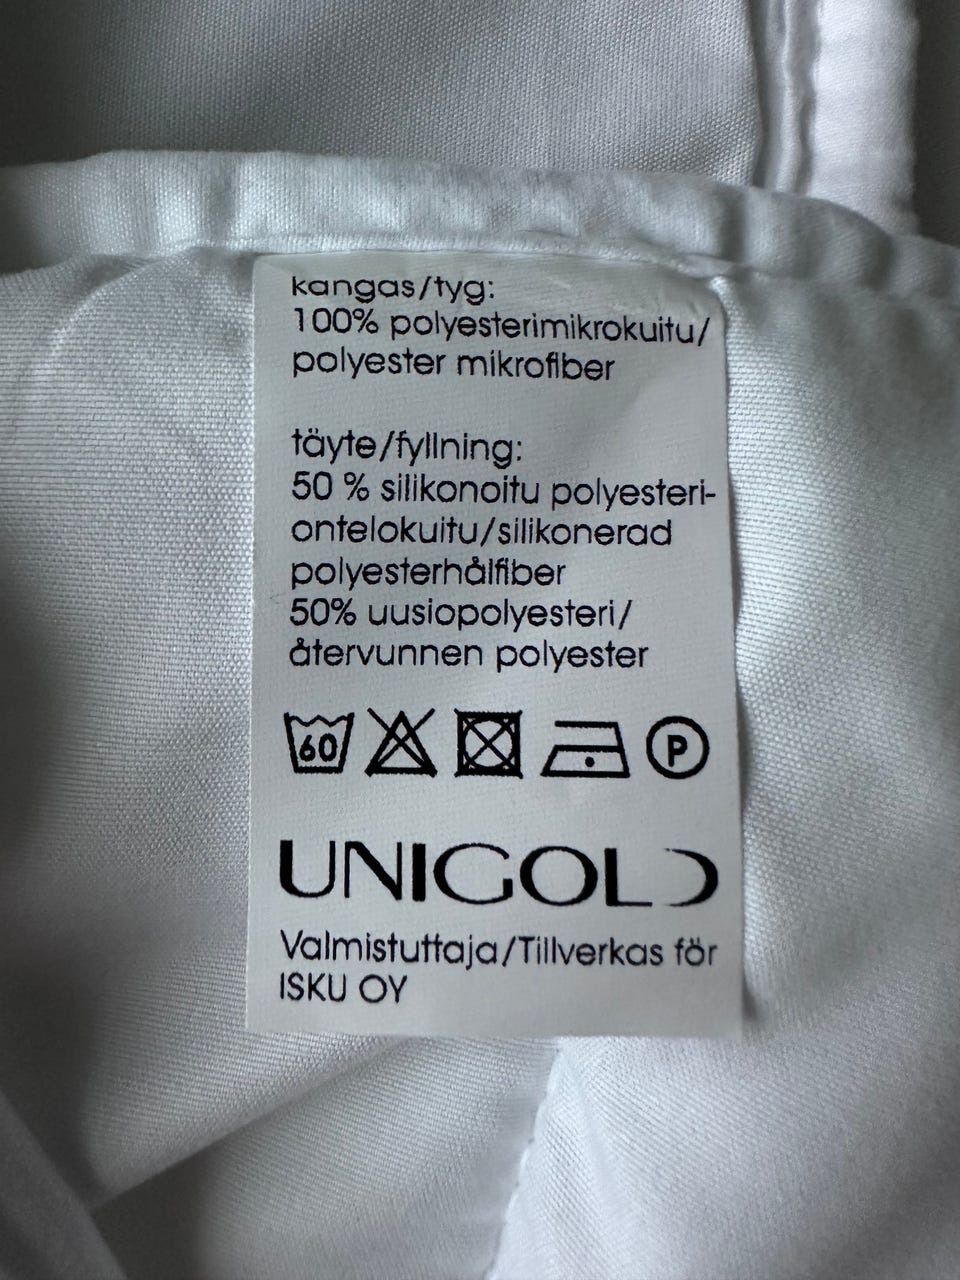 kangas/tyg:
100% polyesterimikrokuitu/
polyester mikrofiber
täyte/fyllning:
50 % silikonoitu polyesteri-
ontelokuitu/silikonerad
polyesterhålfiber
50% uusiopolyesteri/
återvunnen polyester
60 P
UNIGOLD
Valmistuttaja/Tillverkas för
ISKU OY